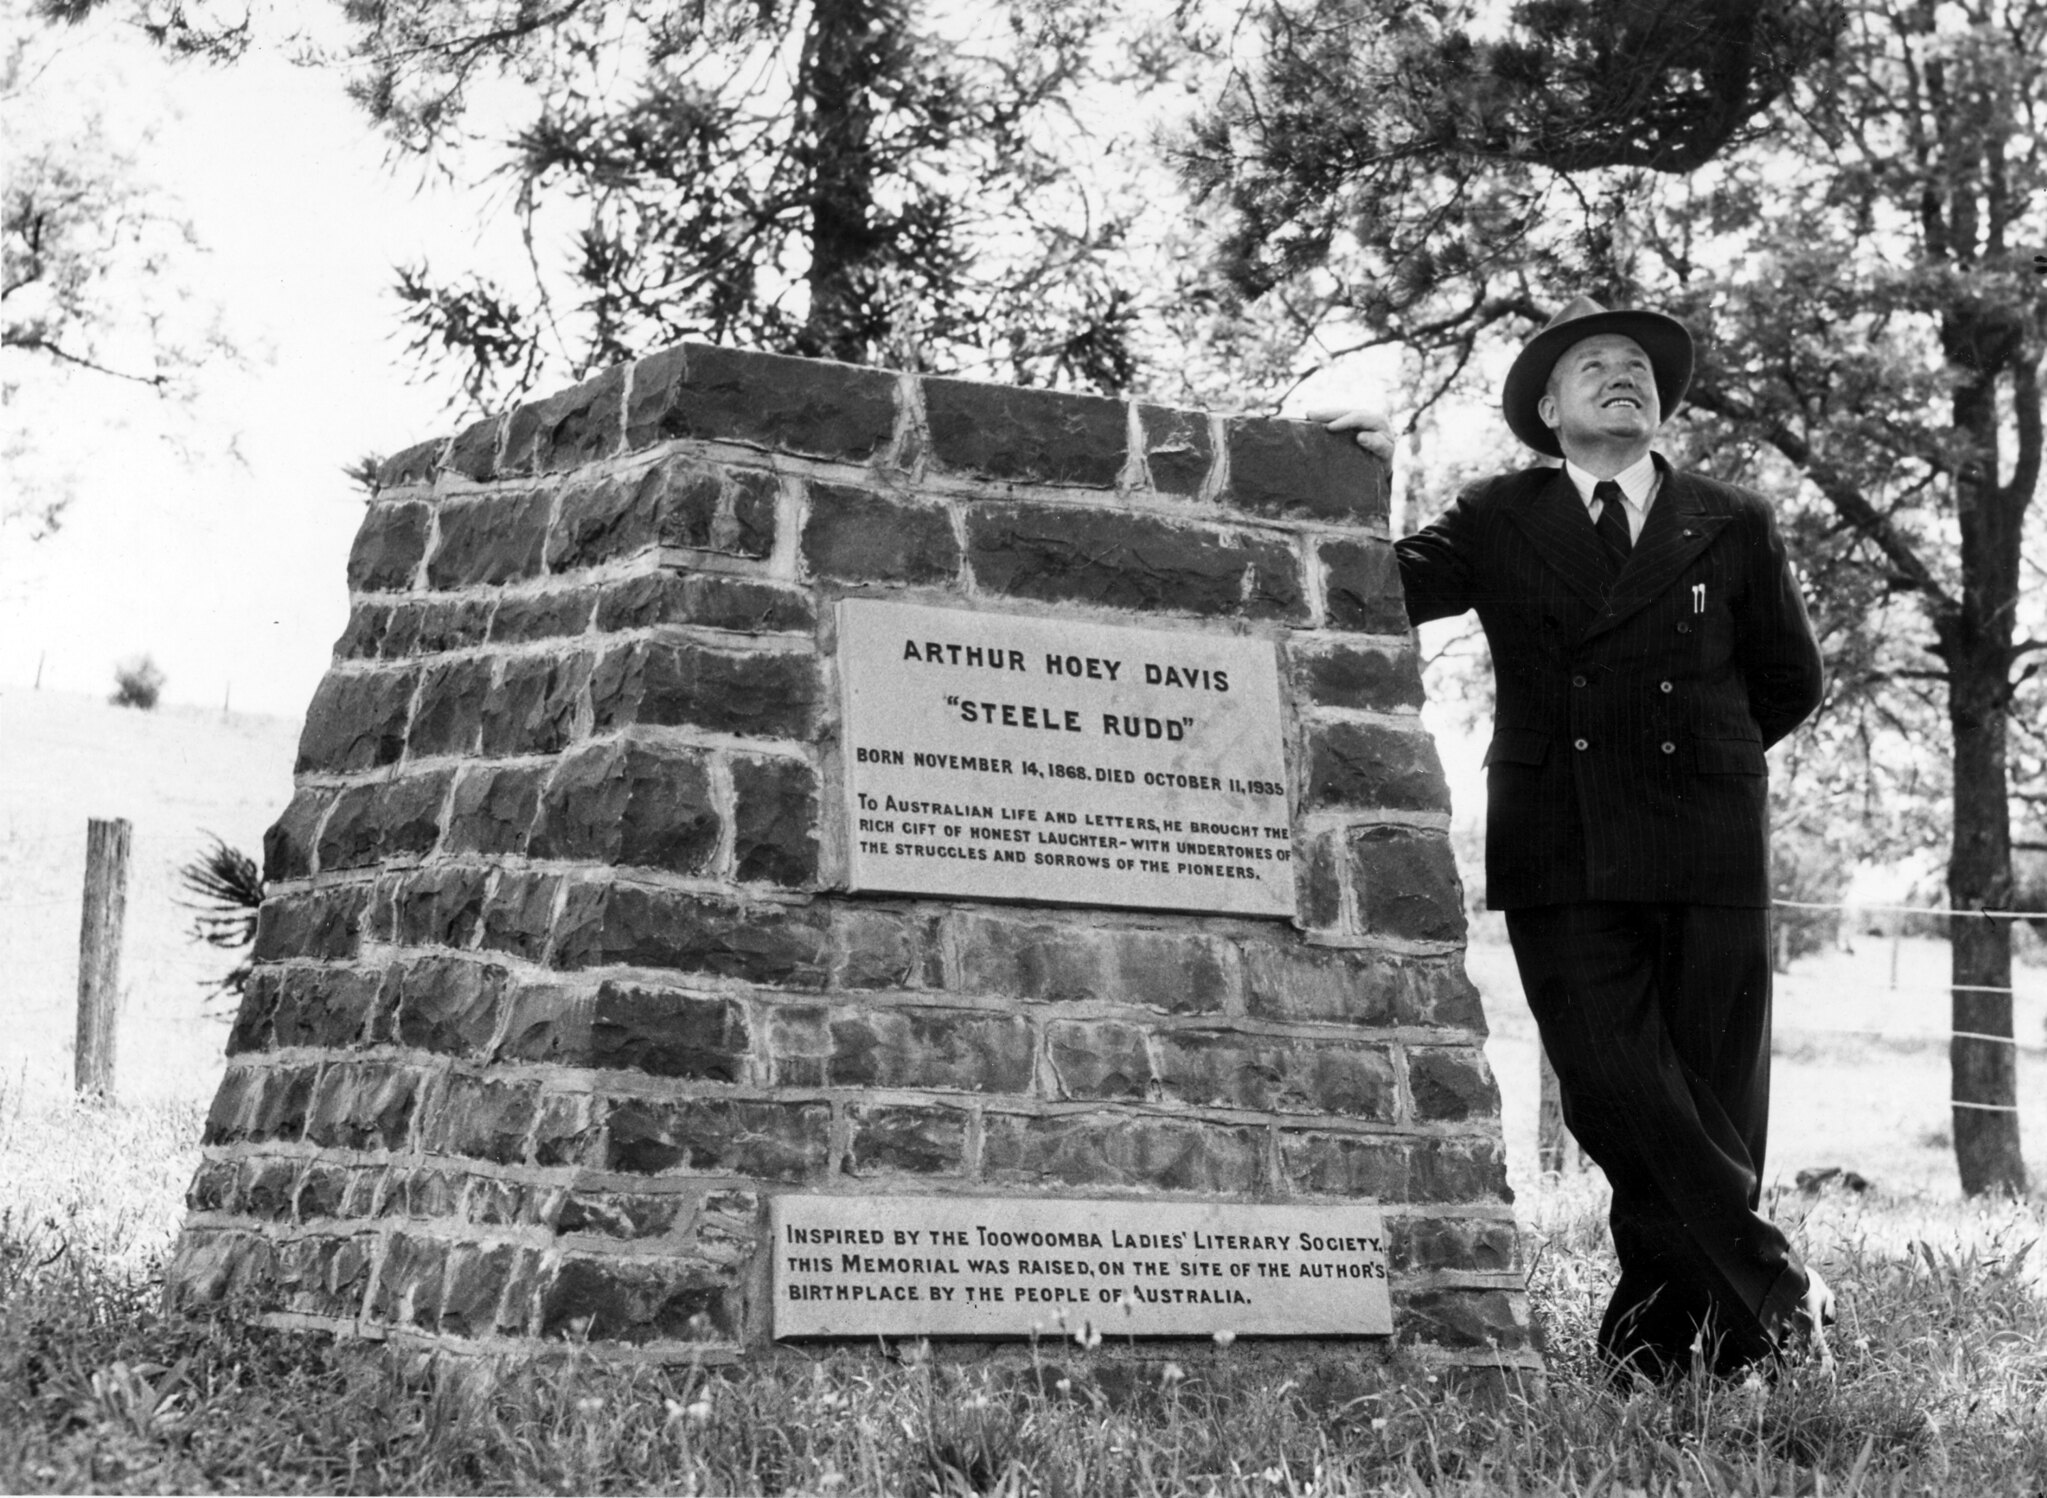 ARTHUR HOEY DAVIS
"STEELE RUDD"
BORN NOVEMBER 14, 1868. DIED OCTOBER 11, 1935
TO AUSTRALIAN LIFE AND LETTERS, HE BROUGHT THE
RICH GIFT OF HONEST LAUGHTER-WITH UNDERTONES OF
THE STRUGGLES AND SORROWS OF THE PIONEERS.
INSPIRED BY THE TOOWOOMBA LADIES' LITERARY SOCIETY,
THIS MEMORIAL WAS RAISED, ON THE SITE OF THE AUTHOR'S
BIRTHPLACE BY THE PEOPLE OF AUSTRALIA.